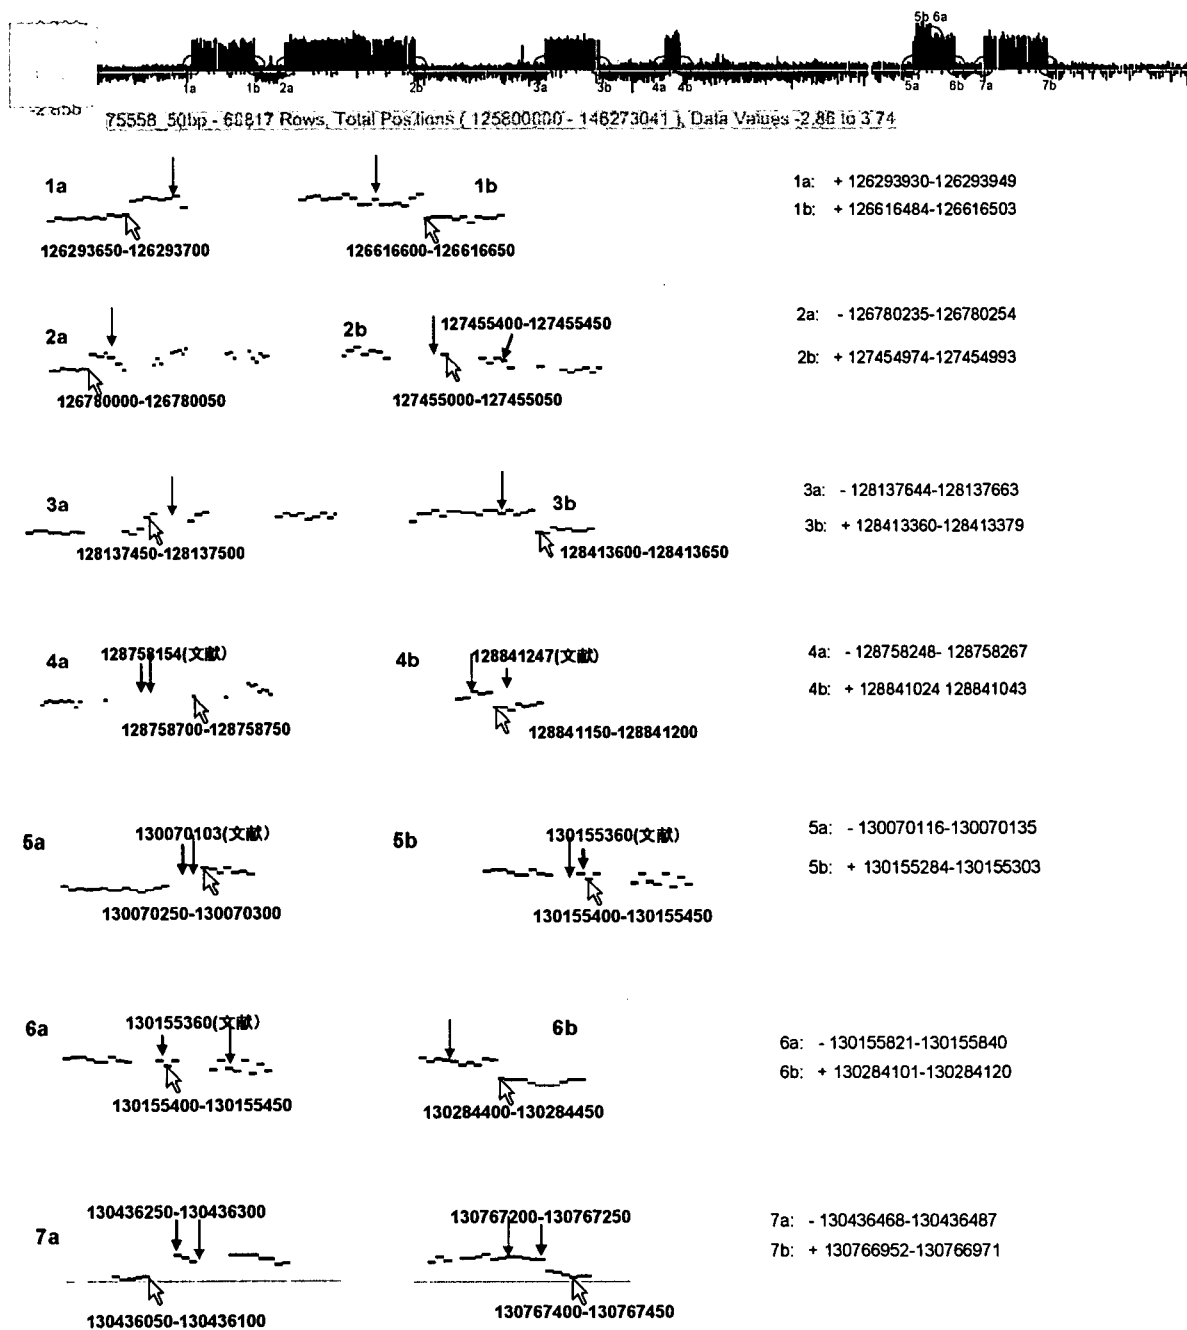 5b 6a
1a 1b 2a 2b 3a 3b 4a 4b 5a 6b 7a 7b
75558_50bp - 60817 Rows, Total Positions ( 125800000 - 146273041 ), Data Values -2.86 to 3.74
1a
1b
126293650-126293700
126616600-126616650
1a: + 126293930-126293949
1b: + 126616484-126616503
2a
2b
127455400-127455450
126780000-126780050
127455000-127455050
2a: - 126780235-126780254
2b: + 127454974-127454993
3a
3b
128137450-128137500
128413600-128413650
3a: - 128137644-128137663
3b: + 128413360-128413379
4a
128758154(文献)
4b
128841247(文献)
128758700-128758750
128841150-128841200
4a: - 128758248- 128758267
4b: + 128841024 128841043
5a
130070103(文献)
5b
130155360(文献)
130070250-130070300
130155400-130155450
5a: - 130070116-130070135
5b: + 130155284-130155303
6a
130155360(文献)
6b
130155400-130155450
130284400-130284450
6a: - 130155821-130155840
6b: + 130284101-130284120
7a
130436250-130436300
130767200-130767250
130436050-130436100
130767400-130767450
7a: - 130436468-130436487
7b: + 130766952-130766971